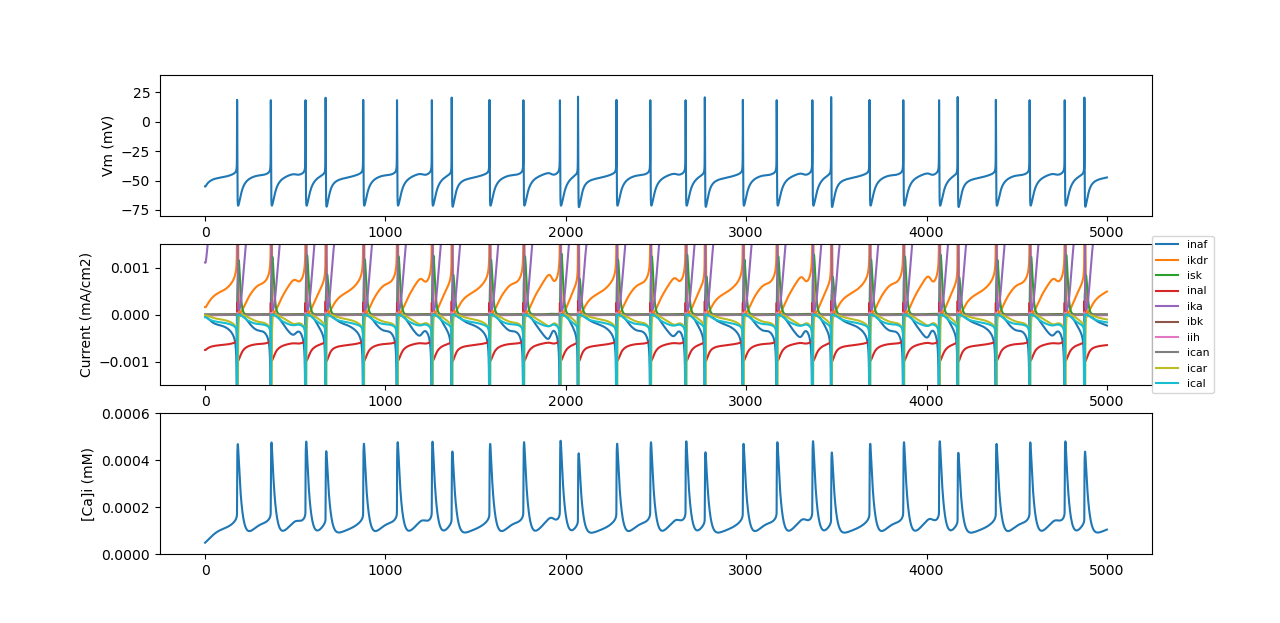 Vm (mV)
25
0
−25
−50
−75
0 1000 2000 3000 4000 5000
Current (mA/cm2)
0.001
0.000
−0.001
0 1000 2000 3000 4000 5000
inaf
ikdr
isk
inal
ika
ibk
iih
ican
icar
ical
[Ca]i (mM)
0.0006
0.0004
0.0002
0.0000
0 1000 2000 3000 4000 5000